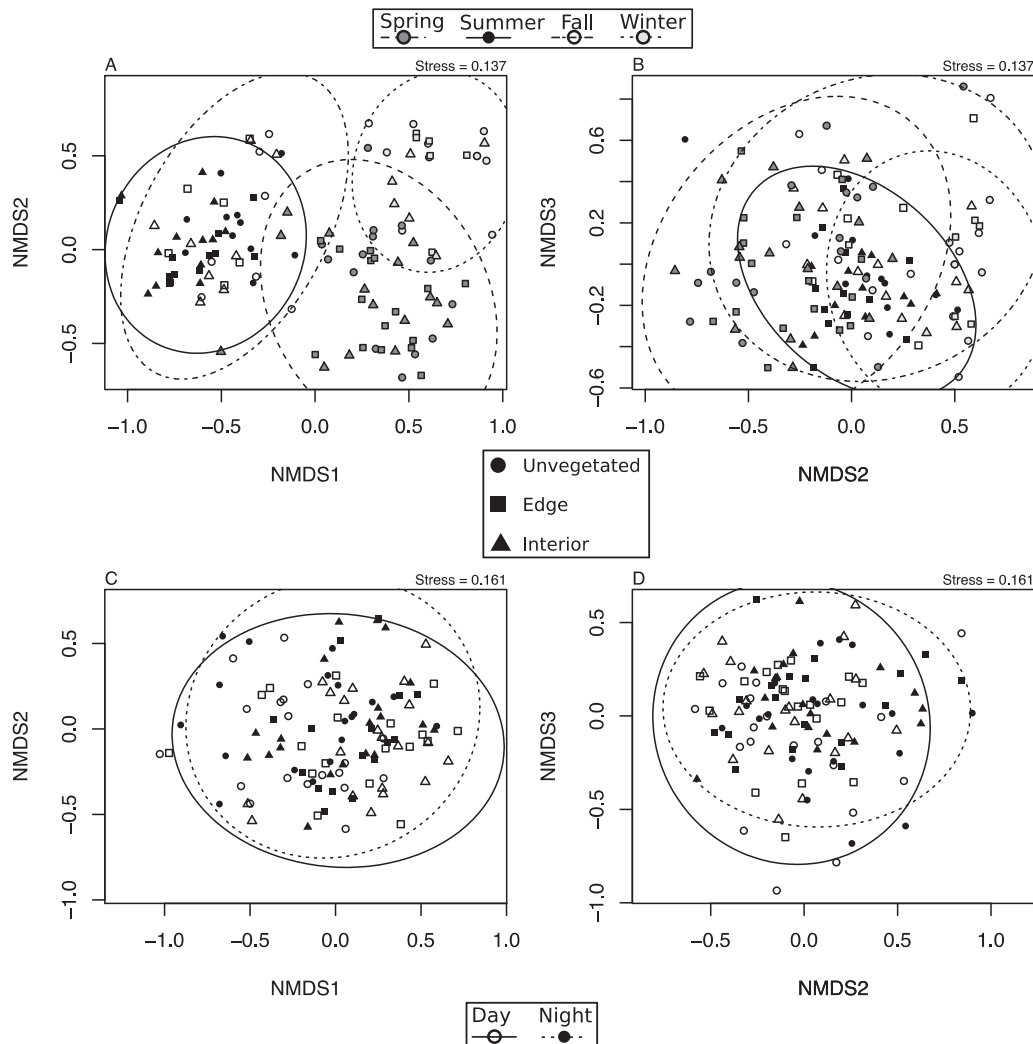 Spring Summer Fall Winter
A Stress = 0.137
B Stress = 0.137
NMDS2
0.5
0.0
−0.5
−1.0 −0.5 0.0 0.5 1.0
NMDS1
NMDS3
0.6
0.2
−0.2
−0.6
−1.0 −0.5 0.0 0.5
NMDS2
Unvegetated
Edge
Interior
C Stress = 0.161
D Stress = 0.161
NMDS2
0.5
0.0
−0.5
−1.0
−1.0 −0.5 0.0 0.5 1.0
NMDS1
NMDS3
0.5
0.0
−0.5
−1.0
−0.5 0.0 0.5 1.0
NMDS2
Day Night